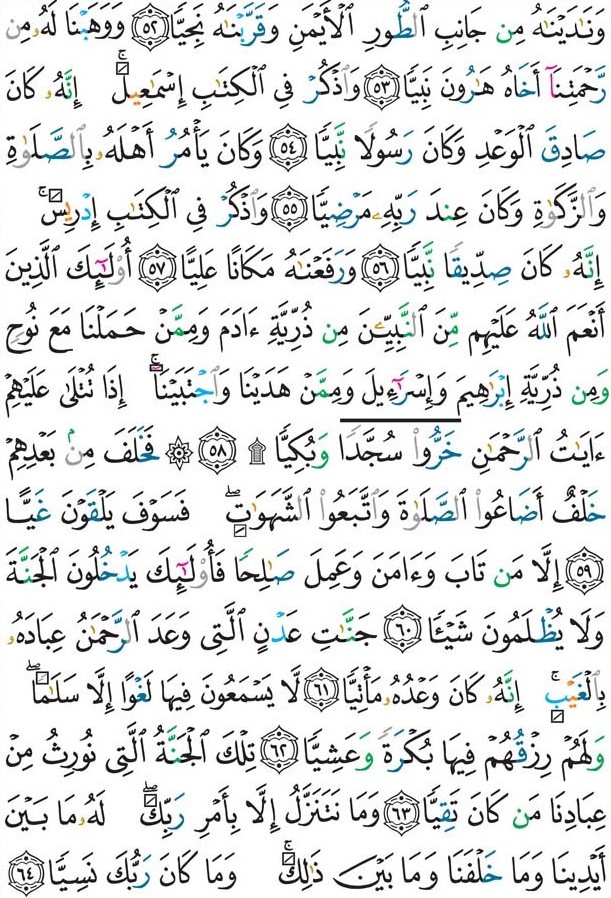 وَنَٰدَيْنَٰهُ مِن جَانِبِ ٱلطُّورِ ٱلْأَيْمَنِ وَقَرَّبْنَٰهُ نَجِيًّا ۝٥٢ وَوَهَبْنَا لَهُۥ مِن
رَّحْمَتِنَآ أَخَاهُ هَٰرُونَ نَبِيًّا ۝٥٣ وَٱذْكُرْ فِى ٱلْكِتَٰبِ إِسْمَٰعِيلَ ۚ إِنَّهُۥ كَانَ
صَادِقَ ٱلْوَعْدِ وَكَانَ رَسُولًا نَّبِيًّا ۝٥٤ وَكَانَ يَأْمُرُ أَهْلَهُۥ بِٱلصَّلَوٰةِ
وَٱلزَّكَوٰةِ وَكَانَ عِندَ رَبِّهِۦ مَرْضِيًّا ۝٥٥ وَٱذْكُرْ فِى ٱلْكِتَٰبِ إِدْرِيسَ ۚ
إِنَّهُۥ كَانَ صِدِّيقًا نَّبِيًّا ۝٥٦ وَرَفَعْنَٰهُ مَكَانًا عَلِيًّا ۝٥٧ أُو۟لَٰٓئِكَ ٱلَّذِينَ
أَنْعَمَ ٱللَّهُ عَلَيْهِم مِّنَ ٱلنَّبِيِّـۧنَ مِن ذُرِّيَّةِ ءَادَمَ وَمِمَّنْ حَمَلْنَا مَعَ نُوحٍ
وَمِن ذُرِّيَّةِ إِبْرَٰهِيمَ وَإِسْرَٰٓءِيلَ وَمِمَّنْ هَدَيْنَا وَٱجْتَبَيْنَآ ۚ إِذَا تُتْلَىٰ عَلَيْهِمْ
ءَايَٰتُ ٱلرَّحْمَٰنِ خَرُّوا۟ سُجَّدًا وَبُكِيًّا ۩ ۝٥٨ ۞ فَخَلَفَ مِنۢ بَعْدِهِمْ
خَلْفٌ أَضَاعُوا۟ ٱلصَّلَوٰةَ وَٱتَّبَعُوا۟ ٱلشَّهَوَٰتِ ۖ فَسَوْفَ يَلْقَوْنَ غَيًّا
۝٥٩ إِلَّا مَن تَابَ وَءَامَنَ وَعَمِلَ صَٰلِحًا فَأُو۟لَٰٓئِكَ يَدْخُلُونَ ٱلْجَنَّةَ
وَلَا يُظْلَمُونَ شَيْـًٔا ۝٦٠ جَنَّٰتِ عَدْنٍ ٱلَّتِى وَعَدَ ٱلرَّحْمَٰنُ عِبَادَهُۥ
بِٱلْغَيْبِ ۚ إِنَّهُۥ كَانَ وَعْدُهُۥ مَأْتِيًّا ۝٦١ لَّا يَسْمَعُونَ فِيهَا لَغْوًا إِلَّا سَلَٰمًا ۖ
وَلَهُمْ رِزْقُهُمْ فِيهَا بُكْرَةً وَعَشِيًّا ۝٦٢ تِلْكَ ٱلْجَنَّةُ ٱلَّتِى نُورِثُ مِنْ
عِبَادِنَا مَن كَانَ تَقِيًّا ۝٦٣ وَمَا نَتَنَزَّلُ إِلَّا بِأَمْرِ رَبِّكَ ۖ لَهُۥ مَا بَيْنَ
أَيْدِينَا وَمَا خَلْفَنَا وَمَا بَيْنَ ذَٰلِكَ ۚ وَمَا كَانَ رَبُّكَ نَسِيًّا ۝٦٤